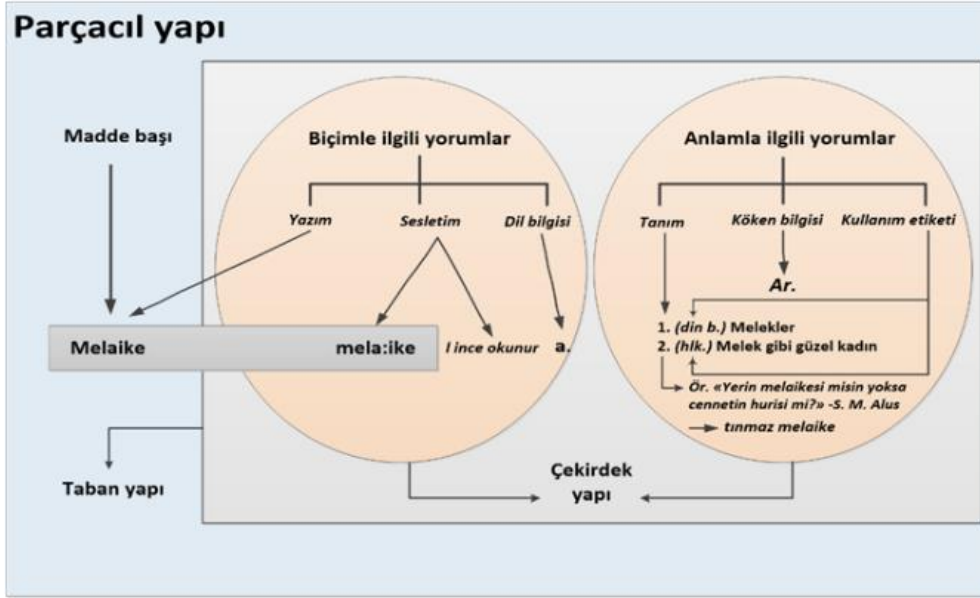 Parçacıl yapı
Madde başı
Biçimle ilgili yorumlar
Yazım
Sesletim
Dil bilgisi
Melaike
mela:ike
l ince okunur
a.
Anlamla ilgili yorumlar
Tanım
Köken bilgisi
Kullanım etiketi
Ar.
1. (din b.) Melekler
2. (hlk.) Melek gibi güzel kadın
Ör. «Yerin melaikesi misin yoksa
cennetin hurisi mi?» -S. M. Alus
tınmaz melaike
Taban yapı
Çekirdek
yapı